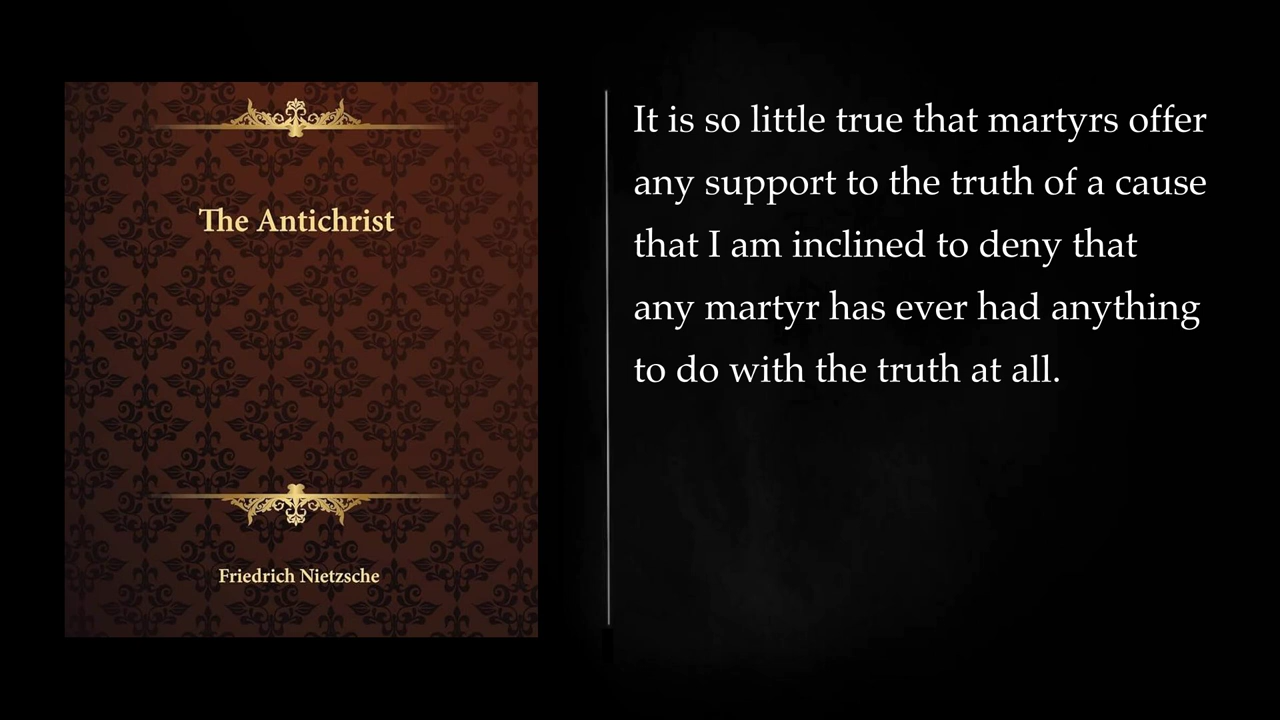 The Antichrist
Friedrich Nietzsche
It is so little true that martyrs offer
any support to the truth of a cause
that I am inclined to deny that
any martyr has ever had anything
to do with the truth at all.